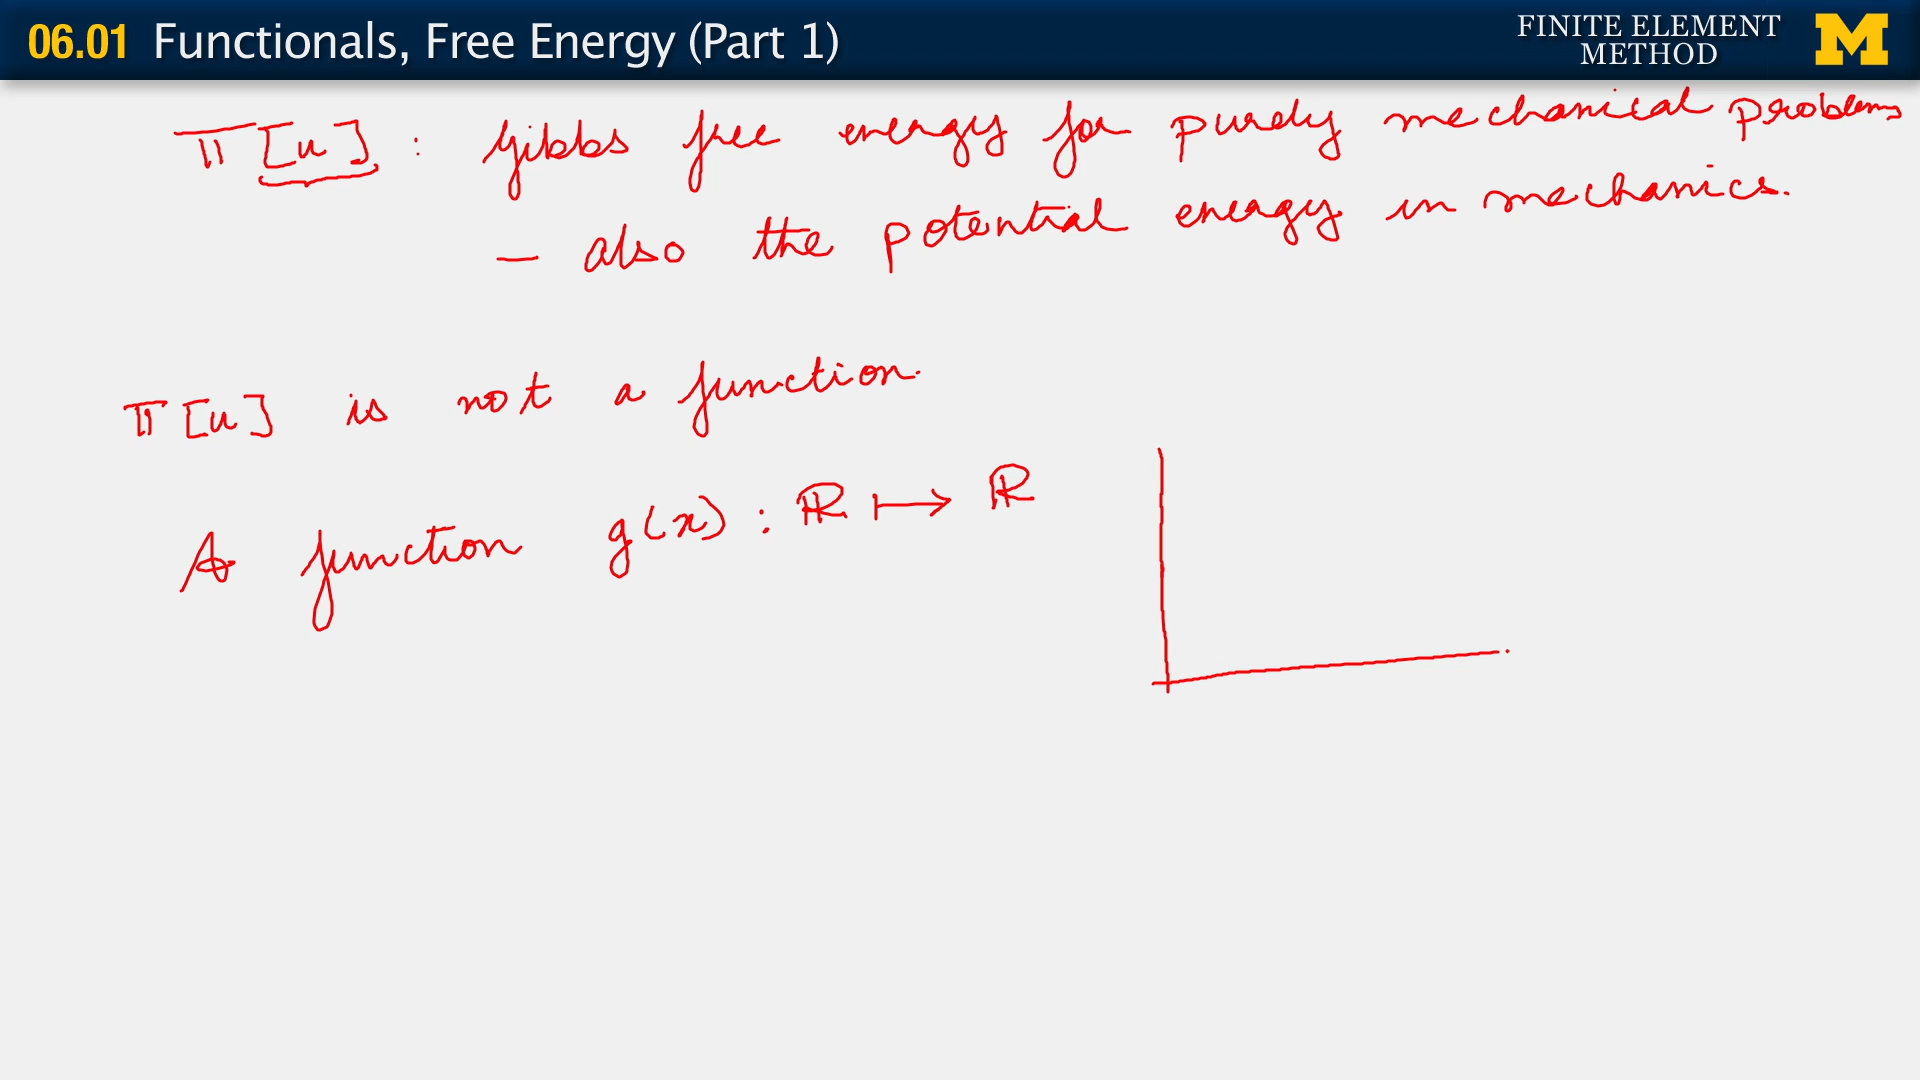 06.01 Functionals, Free Energy (Part 1)
FINITE ELEMENT
METHOD
M
Π[u] : Gibbs free energy for purely mechanical problems
– also the potential energy in mechanics.
Π[u] is not a function.
A function g(x) : ℝ ↦ ℝ